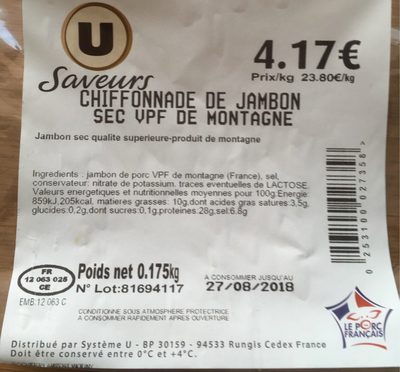 U
Saveurs
4.17€
Prix/kg 23.80€/kg
CHIFFONNADE DE JAMBON
SEC VPF DE MONTAGNE
Jambon sec qualite superieure-produit de montagne
Ingredients : jambon de porc VPF de montagne (France), sel,
conservateur: nitrate de potassium. traces eventuelles de LACTOSE.
Valeurs energetiques et nutritionnelles moyennes pour 100g.Energie:
859kJ,205kcal, matieres grasses: 10g,dont acides gras satures:3,5g,
glucides:0,2g,dont sucres:0,1g,proteines:28g,sel:6.8g
0253100027358
FR
12 063 025
CE
EMB.12 063 C
Poids net 0.175kg
N° Lot:81694117
A CONSOMMER JUSQU'AU
27/08/2018
CONDITIONNE SOUS ATMOSPHERE PROTECTRICE
A CONSOMMER RAPIDEMENT APRES OUVERTURE
LE PORC
FRANÇAIS
Distribué par Système U - BP 30159 - 94533 Rungis Cedex France
Doit être conservé entre 0°C et +4°C.